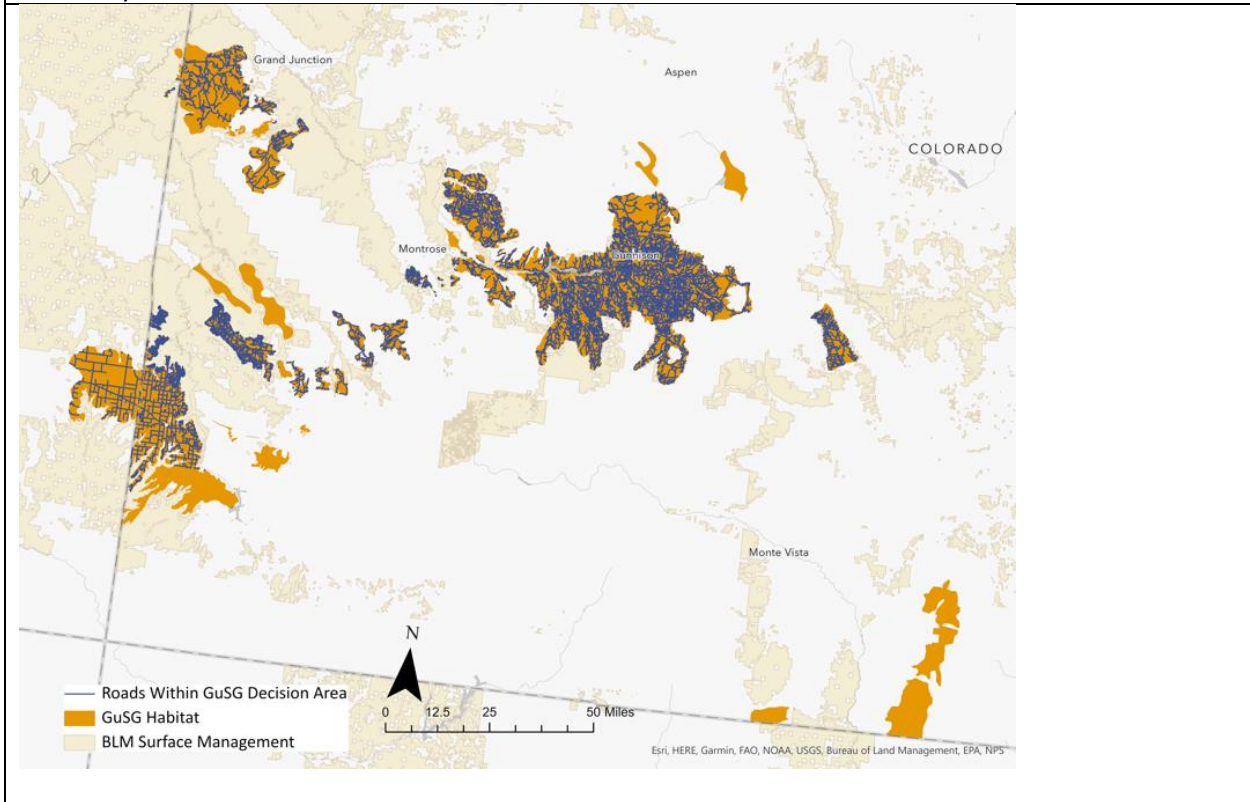 Grand Junction
Aspen
COLORADO
Montrose
Gunnison
Monte Vista
N
Roads Within GuSG Decision Area
GuSG Habitat
BLM Surface Management
0 12.5 25 50 Miles
Esri, HERE, Garmin, FAO, NOAA, USGS, Bureau of Land Management, EPA, NPS